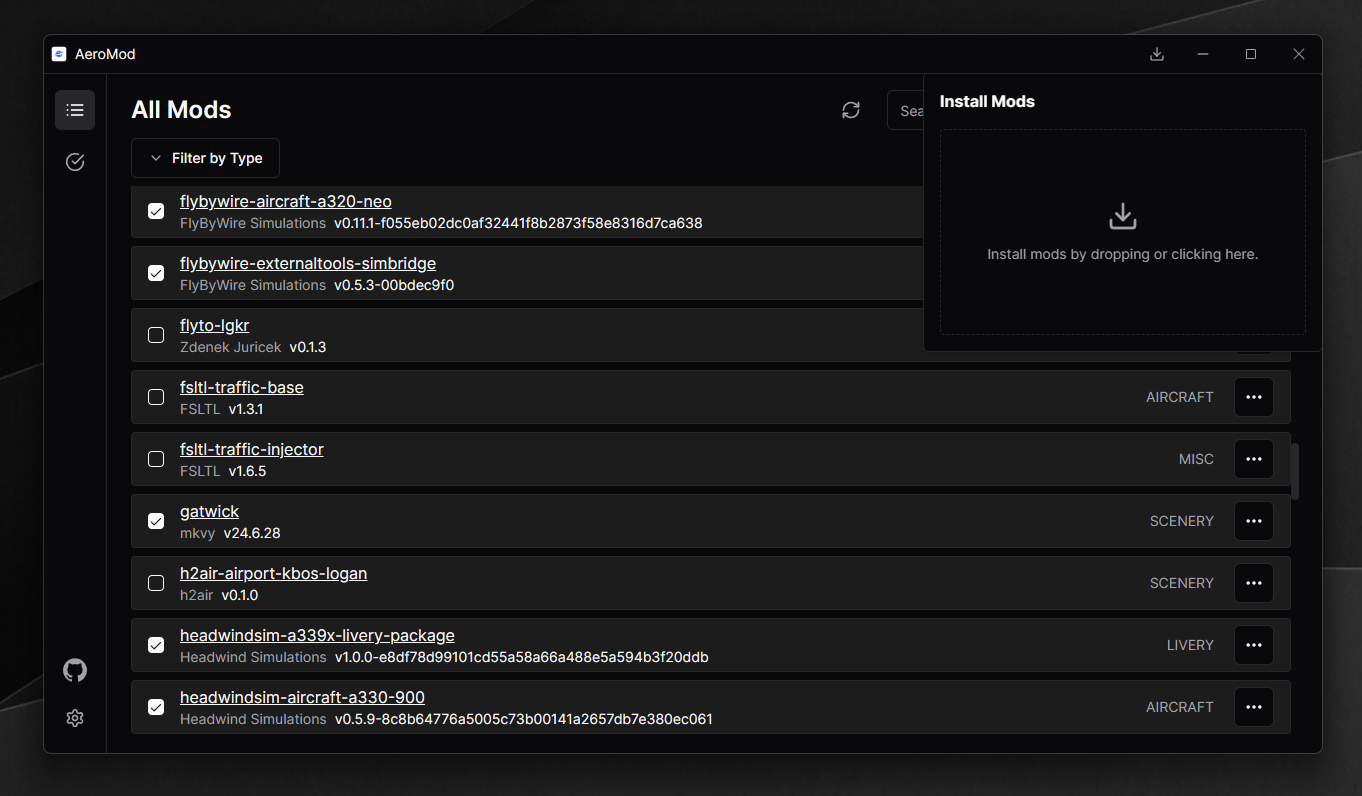 AeroMod
All Mods
Sea
Install Mods
Install mods by dropping or clicking here.
Filter by Type
flybywire-aircraft-a320-neo
FlyByWire Simulations v0.11.1-f055eb02dc0af32441f8b2873f58e8316d7ca638
flybywire-externaltools-simbridge
FlyByWire Simulations v0.5.3-00bdec9f0
flyto-lgkr
Zdenek Juricek v0.1.3
fsltl-traffic-base
FSLTL v1.3.1
AIRCRAFT
fsltl-traffic-injector
FSLTL v1.6.5
MISC
gatwick
mkvy v24.6.28
SCENERY
h2air-airport-kbos-logan
h2air v0.1.0
SCENERY
headwindsim-a339x-livery-package
Headwind Simulations v1.0.0-e8df78d99101cd55a58a66a488e5a594b3f20ddb
LIVERY
headwindsim-aircraft-a330-900
Headwind Simulations v0.5.9-8c8b64776a5005c73b00141a2657db7e380ec061
AIRCRAFT